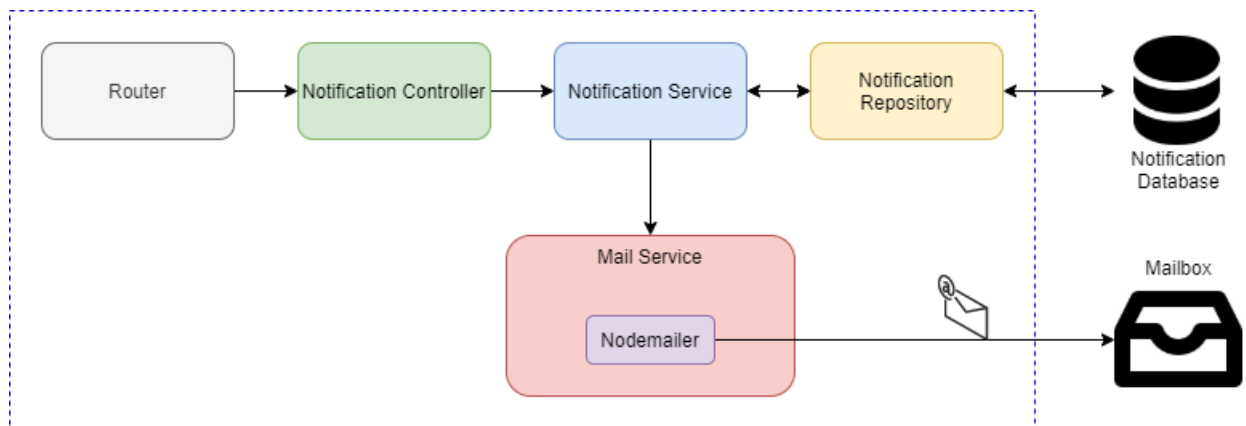 Router
Notification Controller
Notification Service
Notification
Repository
Notification
Database
Mail Service
Mailbox
@
Nodemailer